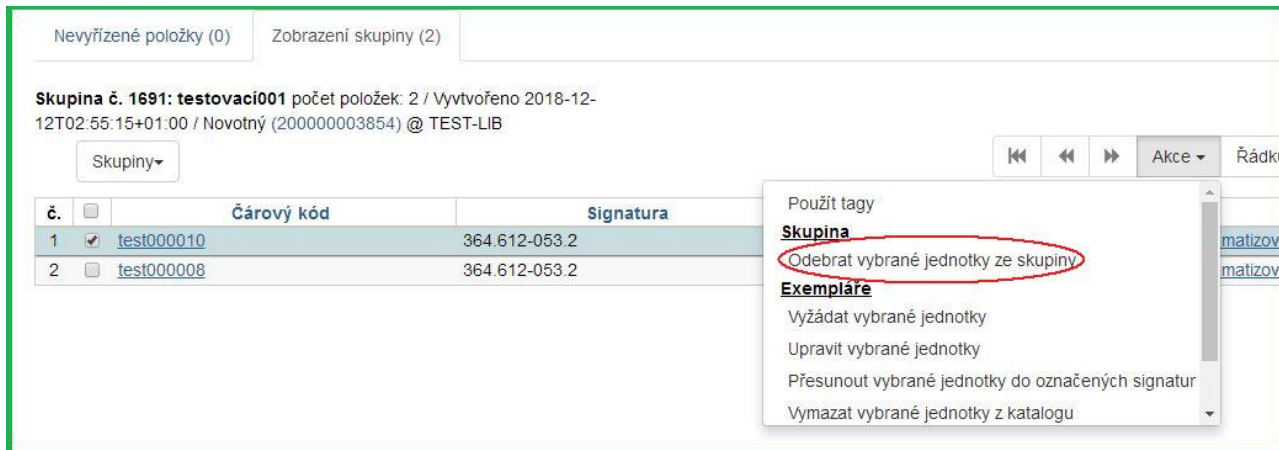 Nevyřízené položky (0) Zobrazení skupiny (2)
Skupina č. 1691: testovací001 počet položek: 2 / Vyvtvořeno 2018-12-
12T02:55:15+01:00 / Novotný (200000003854) @ TEST-LIB
Skupiny Akce
č. Čárový kód Signatura
1 test000010 364.612-053.2
2 test000008 364.612-053.2
Použít tagy
Skupina
Odebrat vybrané jednotky ze skupiny
Exempláře
Vyžádat vybrané jednotky
Upravit vybrané jednotky
Přesunout vybrané jednotky do označených signatur
Vymazat vybrané jednotky z katalogu